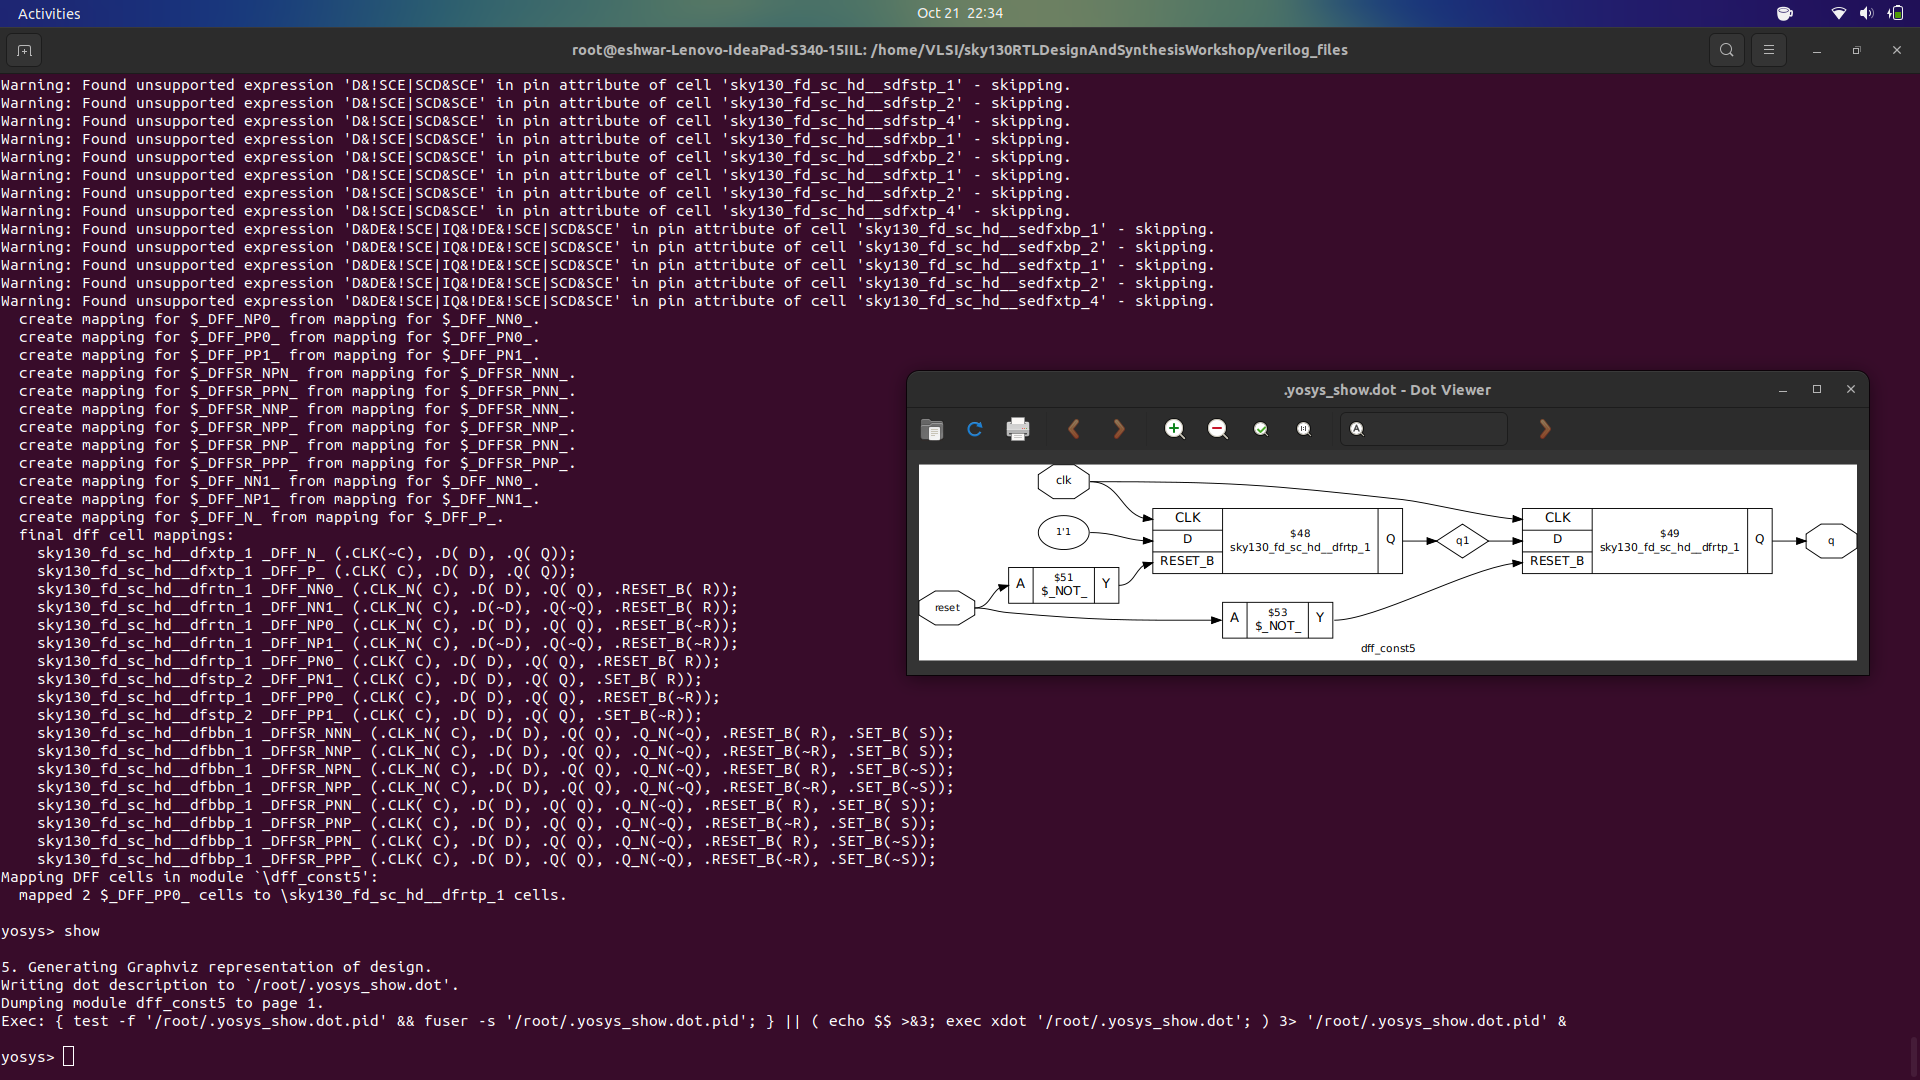 Activities
Oct 21 22:34
root@eshwar-Lenovo-IdeaPad-S340-15IIL: /home/VLSI/sky130RTLDesignAndSynthesisWorkshop/verilog_files
Warning: Found unsupported expression 'D&!SCE|SCD&SCE' in pin attribute of cell 'sky130_fd_sc_hd__sdfstp_1' - skipping.
Warning: Found unsupported expression 'D&!SCE|SCD&SCE' in pin attribute of cell 'sky130_fd_sc_hd__sdfstp_2' - skipping.
Warning: Found unsupported expression 'D&!SCE|SCD&SCE' in pin attribute of cell 'sky130_fd_sc_hd__sdfstp_4' - skipping.
Warning: Found unsupported expression 'D&!SCE|SCD&SCE' in pin attribute of cell 'sky130_fd_sc_hd__sdfxbp_1' - skipping.
Warning: Found unsupported expression 'D&!SCE|SCD&SCE' in pin attribute of cell 'sky130_fd_sc_hd__sdfxbp_2' - skipping.
Warning: Found unsupported expression 'D&!SCE|SCD&SCE' in pin attribute of cell 'sky130_fd_sc_hd__sdfxtp_1' - skipping.
Warning: Found unsupported expression 'D&!SCE|SCD&SCE' in pin attribute of cell 'sky130_fd_sc_hd__sdfxtp_2' - skipping.
Warning: Found unsupported expression 'D&!SCE|SCD&SCE' in pin attribute of cell 'sky130_fd_sc_hd__sdfxtp_4' - skipping.
Warning: Found unsupported expression 'D&DE&!SCE|IQ&!DE&!SCE|SCD&SCE' in pin attribute of cell 'sky130_fd_sc_hd__sedfxbp_1' - skipping.
Warning: Found unsupported expression 'D&DE&!SCE|IQ&!DE&!SCE|SCD&SCE' in pin attribute of cell 'sky130_fd_sc_hd__sedfxbp_2' - skipping.
Warning: Found unsupported expression 'D&DE&!SCE|IQ&!DE&!SCE|SCD&SCE' in pin attribute of cell 'sky130_fd_sc_hd__sedfxtp_1' - skipping.
Warning: Found unsupported expression 'D&DE&!SCE|IQ&!DE&!SCE|SCD&SCE' in pin attribute of cell 'sky130_fd_sc_hd__sedfxtp_2' - skipping.
Warning: Found unsupported expression 'D&DE&!SCE|IQ&!DE&!SCE|SCD&SCE' in pin attribute of cell 'sky130_fd_sc_hd__sedfxtp_4' - skipping.
create mapping for $_DFF_NP0_ from mapping for $_DFF_NN0_.
create mapping for $_DFF_PP0_ from mapping for $_DFF_PN0_.
create mapping for $_DFF_PP1_ from mapping for $_DFF_PN1_.
create mapping for $_DFFSR_NPN_ from mapping for $_DFFSR_NNN_.
create mapping for $_DFFSR_PPN_ from mapping for $_DFFSR_PNN_.
create mapping for $_DFFSR_NNP_ from mapping for $_DFFSR_NNN_.
create mapping for $_DFFSR_NPP_ from mapping for $_DFFSR_NNP_.
create mapping for $_DFFSR_PNP_ from mapping for $_DFFSR_PNN_.
create mapping for $_DFFSR_PPP_ from mapping for $_DFFSR_PNP_.
create mapping for $_DFF_NN1_ from mapping for $_DFF_NN0_.
create mapping for $_DFF_NP1_ from mapping for $_DFF_NN1_.
create mapping for $_DFF_N_ from mapping for $_DFF_P_.
final dff cell mappings:
sky130_fd_sc_hd__dfxtp_1 _DFF_N_ (.CLK(~C), .D( D), .Q( Q));
sky130_fd_sc_hd__dfxtp_1 _DFF_P_ (.CLK( C), .D( D), .Q( Q));
sky130_fd_sc_hd__dfrtn_1 _DFF_NN0_ (.CLK_N( C), .D( D), .Q( Q), .RESET_B( R));
sky130_fd_sc_hd__dfrtn_1 _DFF_NN1_ (.CLK_N( C), .D(~D), .Q(~Q), .RESET_B( R));
sky130_fd_sc_hd__dfrtn_1 _DFF_NP0_ (.CLK_N( C), .D( D), .Q( Q), .RESET_B(~R));
sky130_fd_sc_hd__dfrtn_1 _DFF_NP1_ (.CLK_N( C), .D(~D), .Q(~Q), .RESET_B(~R));
sky130_fd_sc_hd__dfrtp_1 _DFF_PN0_ (.CLK( C), .D( D), .Q( Q), .RESET_B( R));
sky130_fd_sc_hd__dfstp_2 _DFF_PN1_ (.CLK( C), .D( D), .Q( Q), .SET_B( R));
sky130_fd_sc_hd__dfrtp_1 _DFF_PP0_ (.CLK( C), .D( D), .Q( Q), .RESET_B(~R));
sky130_fd_sc_hd__dfstp_2 _DFF_PP1_ (.CLK( C), .D( D), .Q( Q), .SET_B(~R));
sky130_fd_sc_hd__dfbbn_1 _DFFSR_NNN_ (.CLK_N( C), .D( D), .Q( Q), .Q_N(~Q), .RESET_B( R), .SET_B( S));
sky130_fd_sc_hd__dfbbn_1 _DFFSR_NNP_ (.CLK_N( C), .D( D), .Q( Q), .Q_N(~Q), .RESET_B(~R), .SET_B( S));
sky130_fd_sc_hd__dfbbn_1 _DFFSR_NPN_ (.CLK_N( C), .D( D), .Q( Q), .Q_N(~Q), .RESET_B( R), .SET_B(~S));
sky130_fd_sc_hd__dfbbn_1 _DFFSR_NPP_ (.CLK_N( C), .D( D), .Q( Q), .Q_N(~Q), .RESET_B(~R), .SET_B(~S));
sky130_fd_sc_hd__dfbbp_1 _DFFSR_PNN_ (.CLK( C), .D( D), .Q( Q), .Q_N(~Q), .RESET_B( R), .SET_B( S));
sky130_fd_sc_hd__dfbbp_1 _DFFSR_PNP_ (.CLK( C), .D( D), .Q( Q), .Q_N(~Q), .RESET_B(~R), .SET_B( S));
sky130_fd_sc_hd__dfbbp_1 _DFFSR_PPN_ (.CLK( C), .D( D), .Q( Q), .Q_N(~Q), .RESET_B( R), .SET_B(~S));
sky130_fd_sc_hd__dfbbp_1 _DFFSR_PPP_ (.CLK( C), .D( D), .Q( Q), .Q_N(~Q), .RESET_B(~R), .SET_B(~S));
Mapping DFF cells in module `\dff_const5':
mapped 2 $_DFF_PP0_ cells to \sky130_fd_sc_hd__dfrtp_1 cells.
yosys> show
5. Generating Graphviz representation of design.
Writing dot description to `/root/.yosys_show.dot'.
Dumping module dff_const5 to page 1.
Exec: { test -f '/root/.yosys_show.dot.pid' && fuser -s '/root/.yosys_show.dot.pid'; } || ( echo $$ >&3; exec xdot '/root/.yosys_show.dot'; ) 3> '/root/.yosys_show.dot.pid' &
yosys>
.yosys_show.dot - Dot Viewer
clk
1'1
reset
A
$51
$_NOT_
Y
CLK
D
RESET_B
$48
sky130_fd_sc_hd__dfrtp_1
Q
q1
A
$53
$_NOT_
Y
CLK
D
RESET_B
$49
sky130_fd_sc_hd__dfrtp_1
Q
q
dff_const5